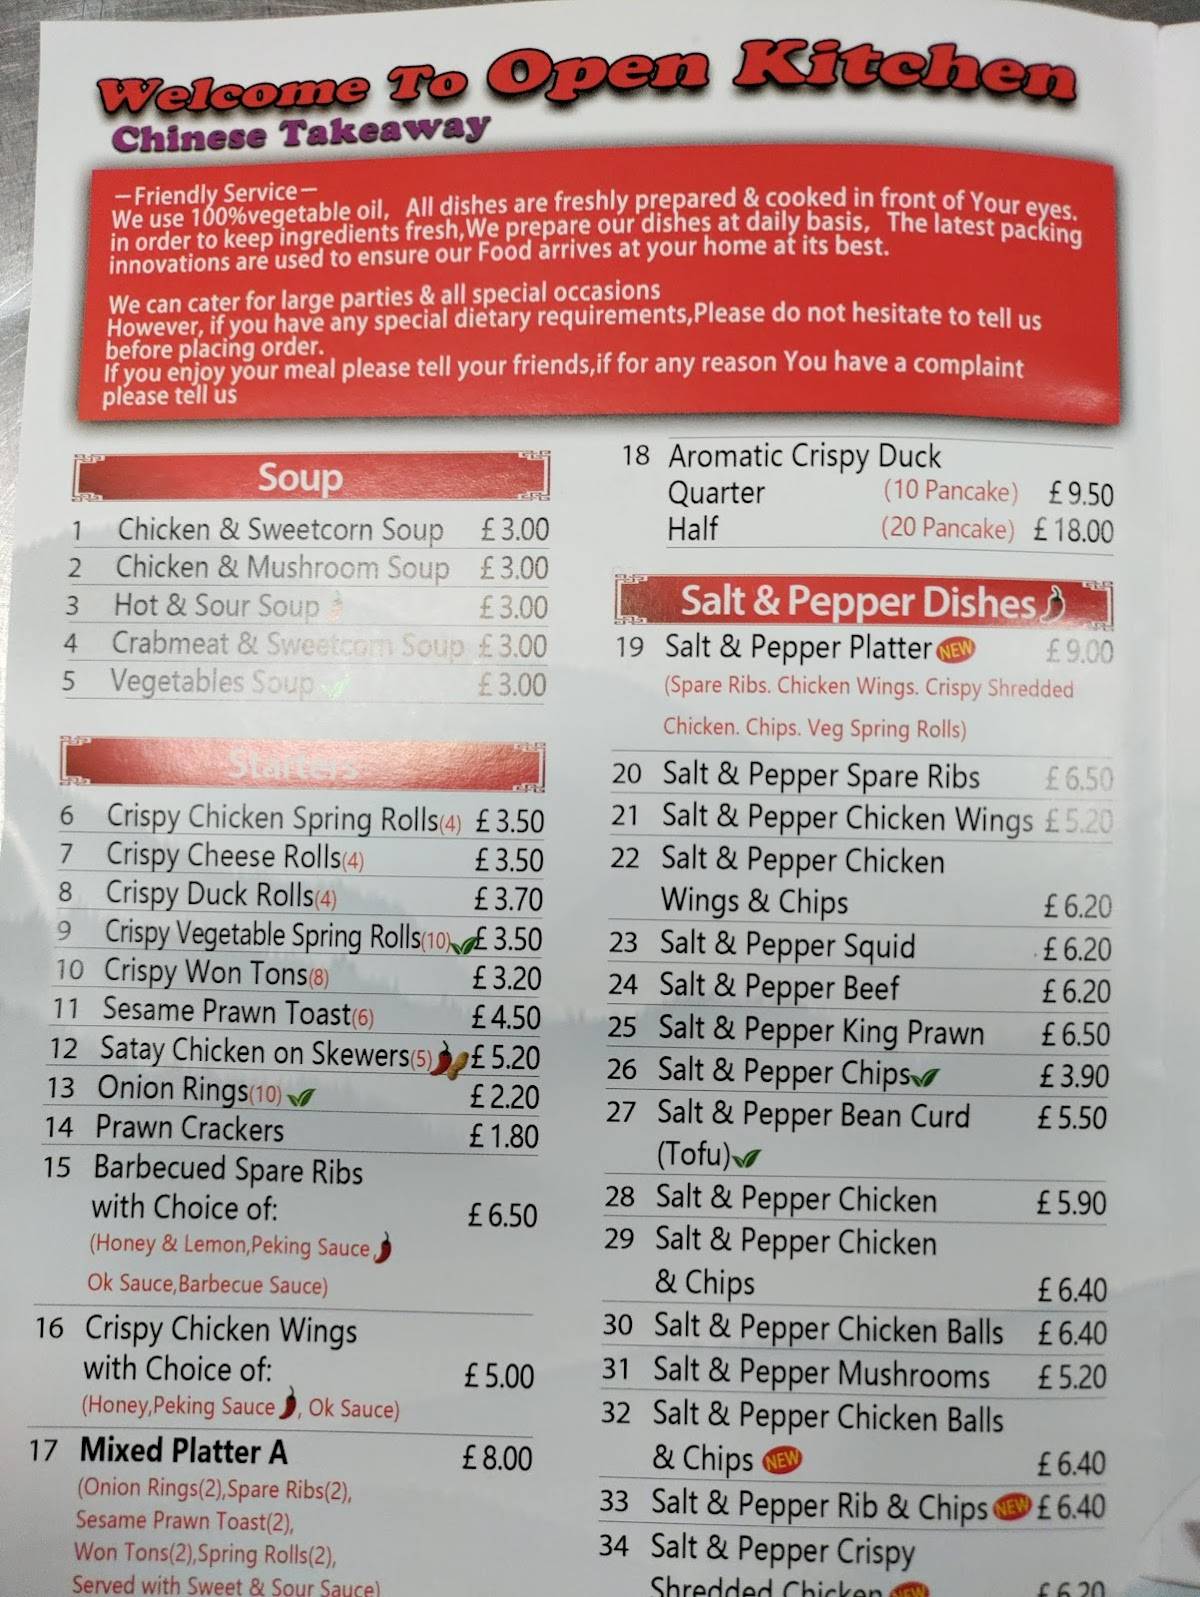 Welcome To Open Kitchen
Chinese Takeaway
—Friendly Service—
We use 100%vegetable oil, All dishes are freshly prepared & cooked in front of Your eyes.
in order to keep ingredients fresh,We prepare our dishes at daily basis, The latest packing
innovations are used to ensure our Food arrives at your home at its best.
We can cater for large parties & all special occasions
However, if you have any special dietary requirements,Please do not hesitate to tell us
before placing order.
If you enjoy your meal please tell your friends,if for any reason You have a complaint
please tell us
Soup
1 Chicken & Sweetcorn Soup £3.00
2 Chicken & Mushroom Soup £3.00
3 Hot & Sour Soup £3.00
4 Crabmeat & Sweetcorn Soup £3.00
5 Vegetables Soup £3.00
Starters
6 Crispy Chicken Spring Rolls(4) £3.50
7 Crispy Cheese Rolls(4) £3.50
8 Crispy Duck Rolls(4) £3.70
9 Crispy Vegetable Spring Rolls(10) £3.50
10 Crispy Won Tons(8) £3.20
11 Sesame Prawn Toast(6) £4.50
12 Satay Chicken on Skewers(5) £5.20
13 Onion Rings(10) £2.20
14 Prawn Crackers £1.80
15 Barbecued Spare Ribs
with Choice of: £6.50
(Honey & Lemon,Peking Sauce
Ok Sauce,Barbecue Sauce)
16 Crispy Chicken Wings
with Choice of: £5.00
(Honey,Peking Sauce , Ok Sauce)
17 Mixed Platter A £8.00
(Onion Rings(2),Spare Ribs(2),
Sesame Prawn Toast(2),
Won Tons(2),Spring Rolls(2),
Served with Sweet & Sour Sauce)
18 Aromatic Crispy Duck
Quarter (10 Pancake) £9.50
Half (20 Pancake) £18.00
Salt & Pepper Dishes
19 Salt & Pepper Platter NEW £9.00
(Spare Ribs. Chicken Wings. Crispy Shredded
Chicken. Chips. Veg Spring Rolls)
20 Salt & Pepper Spare Ribs £6.50
21 Salt & Pepper Chicken Wings £5.20
22 Salt & Pepper Chicken
Wings & Chips £6.20
23 Salt & Pepper Squid £6.20
24 Salt & Pepper Beef £6.20
25 Salt & Pepper King Prawn £6.50
26 Salt & Pepper Chips £3.90
27 Salt & Pepper Bean Curd £5.50
(Tofu)
28 Salt & Pepper Chicken £5.90
29 Salt & Pepper Chicken
& Chips £6.40
30 Salt & Pepper Chicken Balls £6.40
31 Salt & Pepper Mushrooms £5.20
32 Salt & Pepper Chicken Balls
& Chips NEW £6.40
33 Salt & Pepper Rib & Chips NEW £6.40
34 Salt & Pepper Crispy
Shredded Chicken NEW £6.20